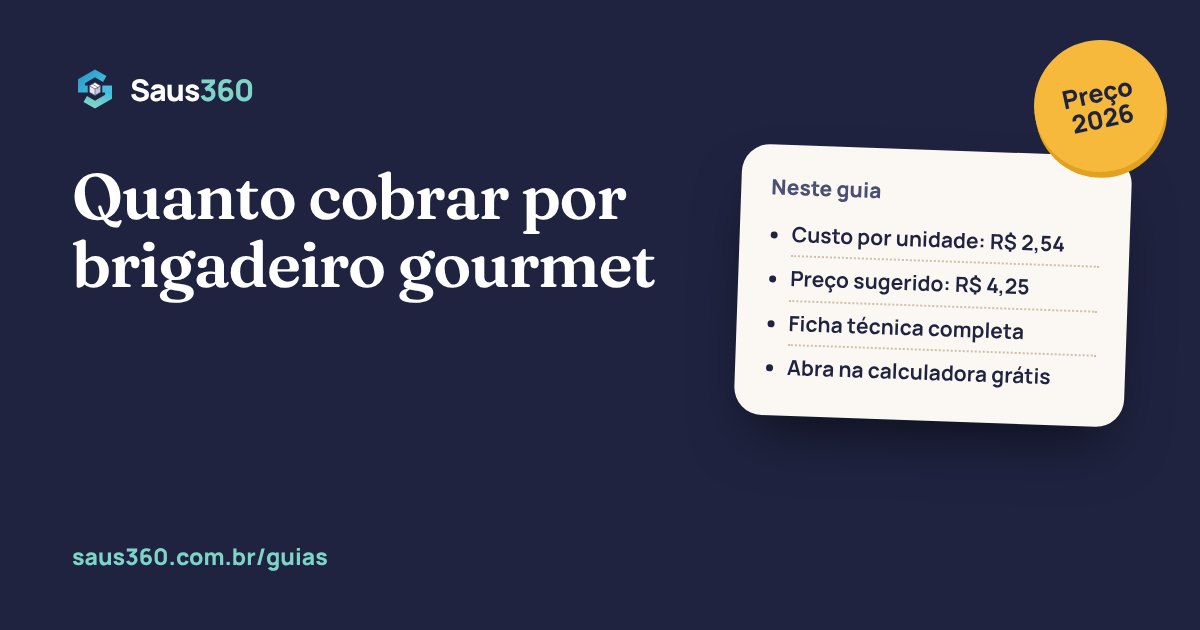 Saus360
Quanto cobrar por
brigadeiro gourmet
Preço
2026
Neste guia
• Custo por unidade: R$ 2,54
• Preço sugerido: R$ 4,25
• Ficha técnica completa
• Abra na calculadora grátis
saus360.com.br/guias